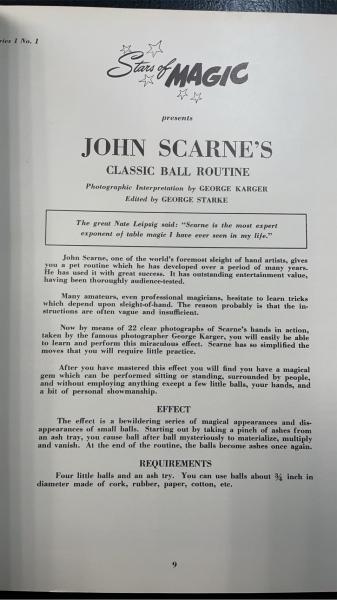 ries 1 No. 1
Stars of MAGIC
presents
JOHN SCARNE'S
CLASSIC BALL ROUTINE
Photographic Interpretation by GEORGE KARGER
Edited by GEORGE STARKE
The great Nate Leipsig said: "Scarne is the most expert
exponent of table magic I have ever seen in my life."
John Scarne, one of the world's foremost sleight of hand artists, gives
you a pet routine which he has developed over a period of many years.
He has used it with great success. It has outstanding entertainment value,
having been thoroughly audience-tested.
Many amateurs, even professional magicians, hesitate to learn tricks
which depend upon sleight-of-hand. The reason probably is that the in-
structions are often vague and insufficient.
Now by means of 22 clear photographs of Scarne's hands in action,
taken by the famous photographer George Karger, you will easily be able
to learn and perform this miraculous effect. Scarne has so simplified the
moves that you will require little practice.
After you have mastered this effect you will find you have a magical
gem which can be performed sitting or standing, surrounded by people,
and without employing anything except a few little balls, your hands, and
a bit of personal showmanship.
EFFECT
The effect is a bewildering series of magical appearances and dis-
appearances of small balls. Starting out by taking a pinch of ashes from
an ash tray, you cause ball after ball mysteriously to materialize, multiply
and vanish. At the end of the routine, the balls become ashes once again.
REQUIREMENTS
Four little balls and an ash try. You can use balls about ¾ inch in
diameter made of cork, rubber, paper, cotton, etc.
9